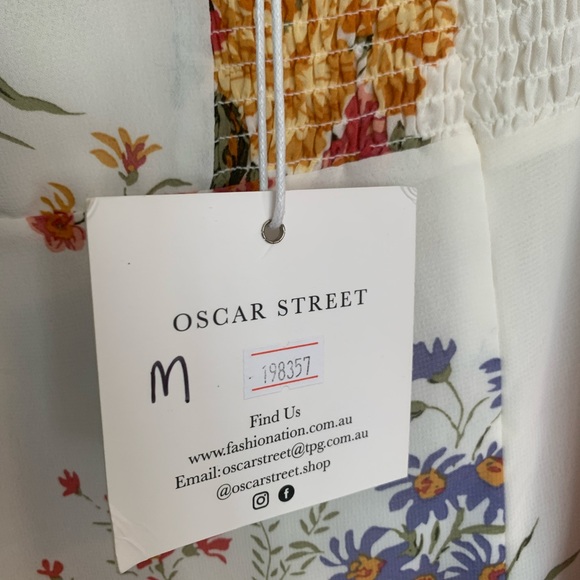 OSCAR STREET
M
198357
Find Us
www.fashionation.com.au
Email:oscarstreet@tpg.com.au
@oscarstreet.shop